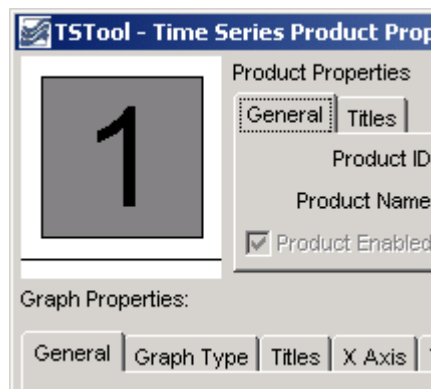 TSTool - Time Series Product Prop
Product Properties
1
General Titles
Product ID
Product Name
Product Enabled
Graph Properties:
General Graph Type Titles X Axis